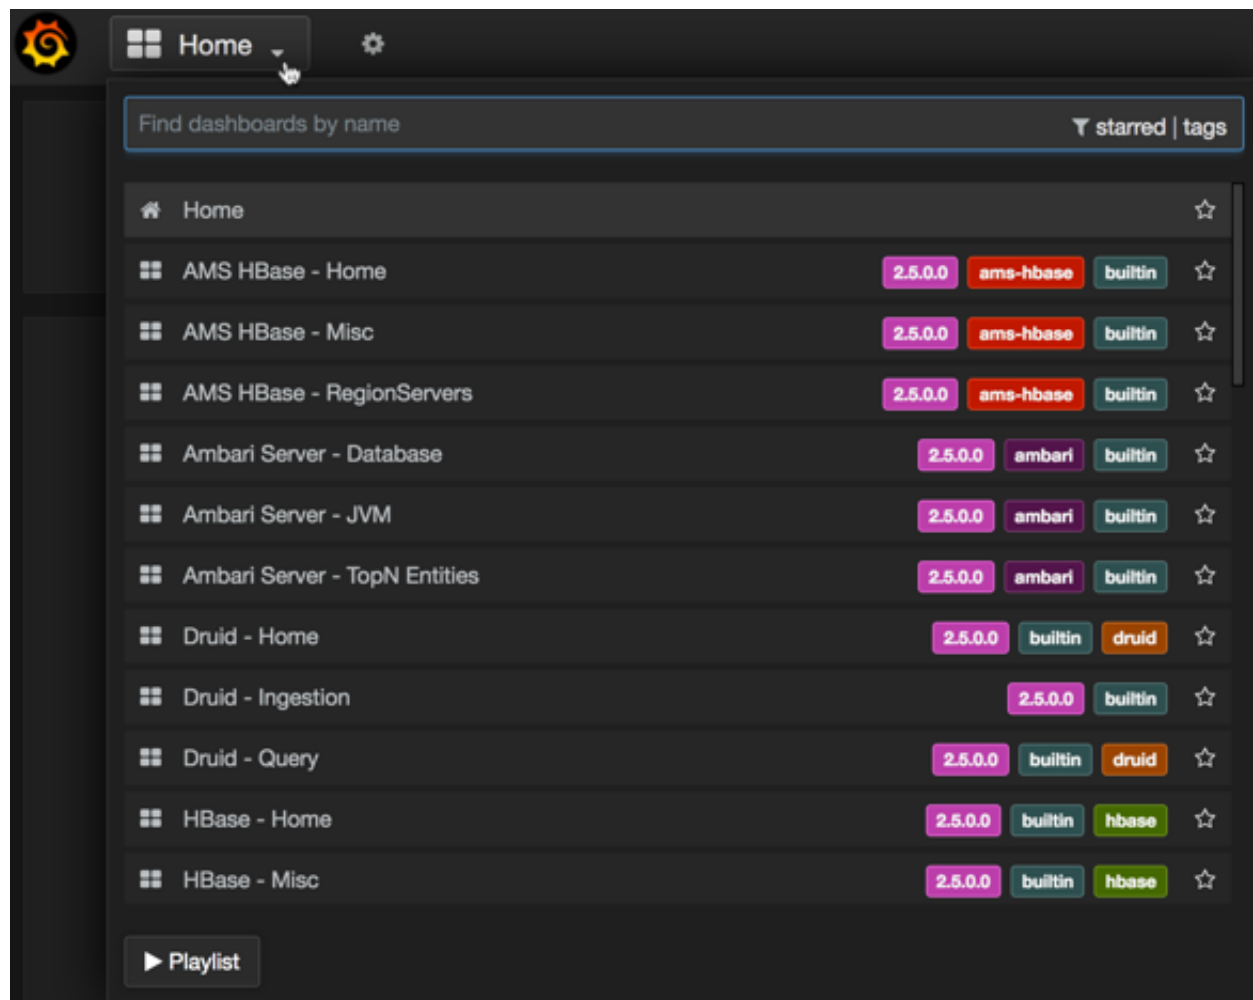 Home
Find dashboards by name starred | tags
Home
AMS HBase - Home 2.5.0.0 ams-hbase builtin
AMS HBase - Misc 2.5.0.0 ams-hbase builtin
AMS HBase - RegionServers 2.5.0.0 ams-hbase builtin
Ambari Server - Database 2.5.0.0 ambari builtin
Ambari Server - JVM 2.5.0.0 ambari builtin
Ambari Server - TopN Entities 2.5.0.0 ambari builtin
Druid - Home 2.5.0.0 builtin druid
Druid - Ingestion 2.5.0.0 builtin
Druid - Query 2.5.0.0 builtin druid
HBase - Home 2.5.0.0 builtin hbase
HBase - Misc 2.5.0.0 builtin hbase
Playlist